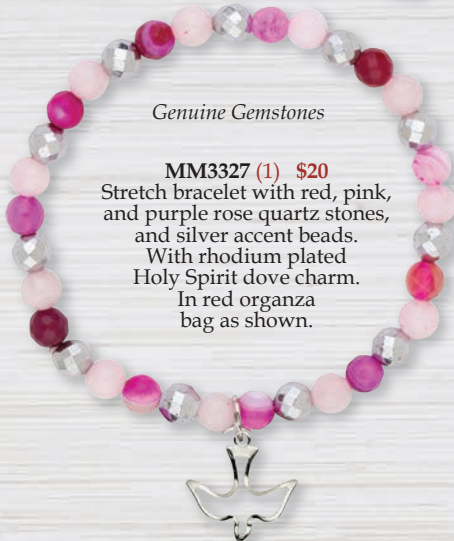 Genuine Gemstones
MM3327 (1) $20
Stretch bracelet with red, pink,
and purple rose quartz stones,
and silver accent beads.
With rhodium plated
Holy Spirit dove charm.
In red organza
bag as shown.